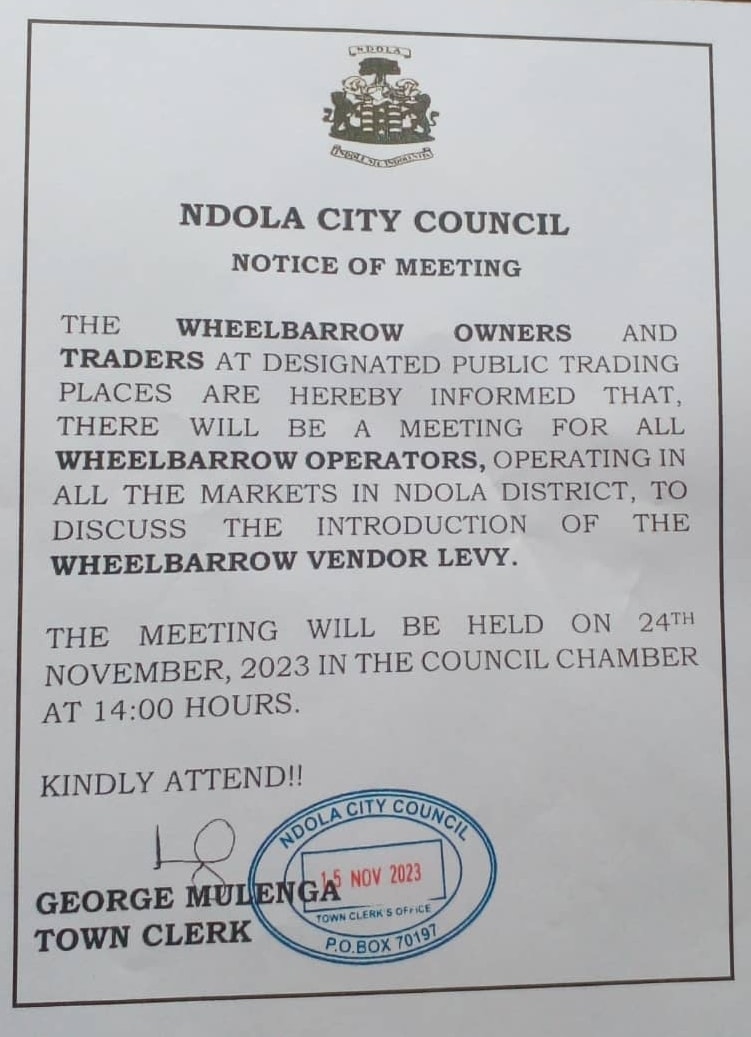 NDOLA
NDOLA CITY COUNCIL
NOTICE OF MEETING
THE WHEELBARROW OWNERS AND
TRADERS AT DESIGNATED PUBLIC TRADING
PLACES ARE HEREBY INFORMED THAT,
THERE WILL BE A MEETING FOR ALL
WHEELBARROW OPERATORS, OPERATING IN
ALL THE MARKETS IN NDOLA DISTRICT, TO
DISCUSS THE INTRODUCTION OF THE
WHEELBARROW VENDOR LEVY.
THE MEETING WILL BE HELD ON 24TH
NOVEMBER, 2023 IN THE COUNCIL CHAMBER
AT 14:00 HOURS.
KINDLY ATTEND!!
GEORGE MULENGA
TOWN CLERK
NDOLA CITY COUNCIL
15 NOV 2023
TOWN CLERK'S OFFICE
P.O.BOX 70197